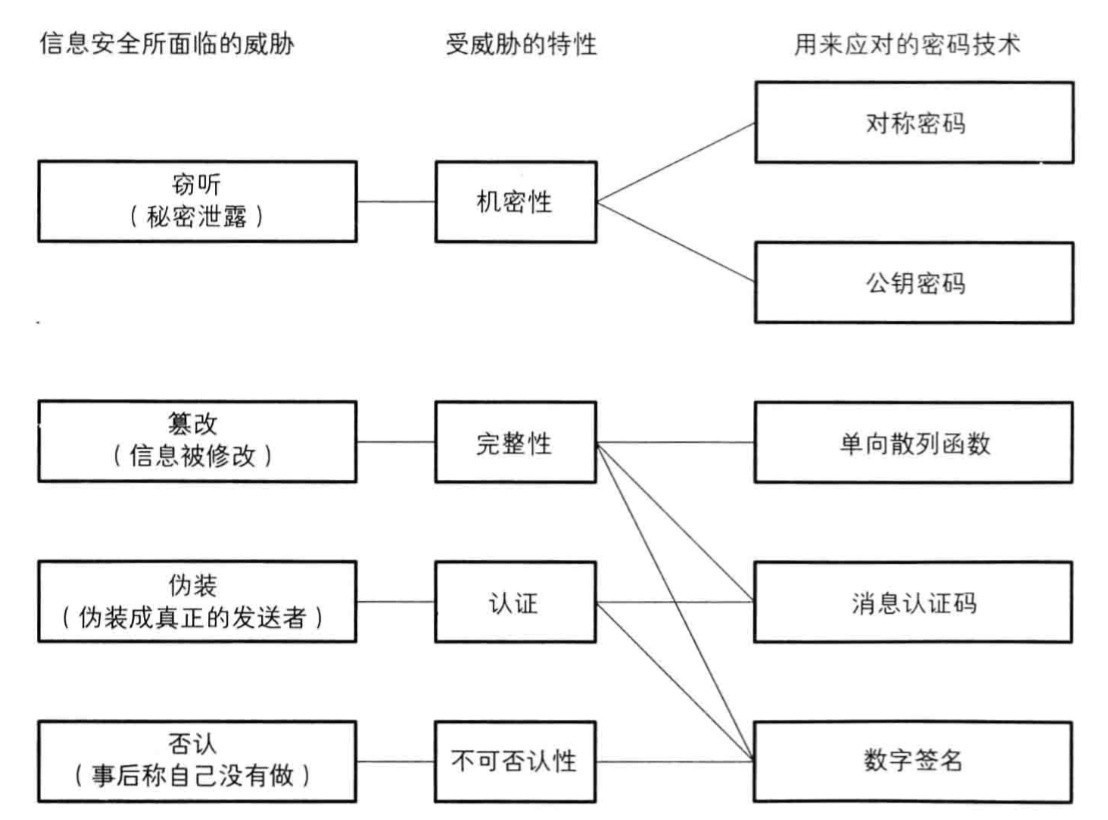 信息安全所面临的威胁
受威胁的特性
用来应对的密码技术
对称密码
窃听
（秘密泄露）
机密性
公钥密码
篡改
（信息被修改）
完整性
单向散列函数
伪装
（伪装成真正的发送者）
认证
消息认证码
否认
（事后称自己没有做）
不可否认性
数字签名